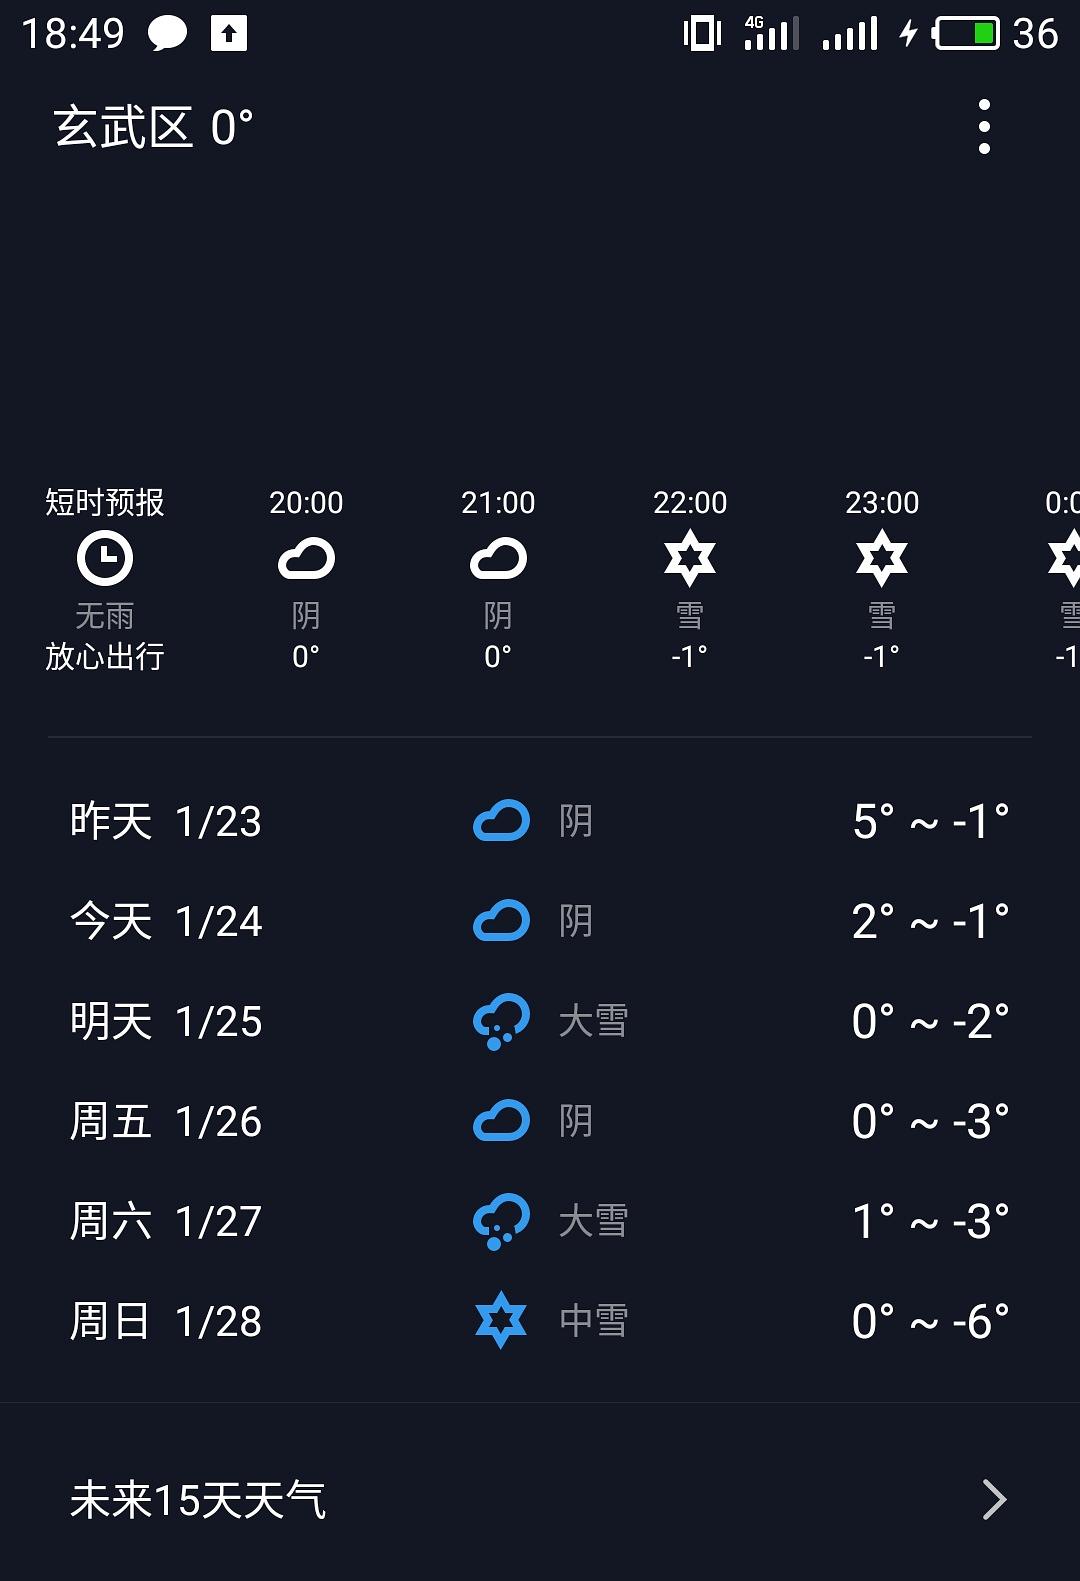 18:49 4G 36
玄武区 0°
短时预报 20:00 21:00 22:00 23:00 0:0
无雨 阴 阴 雪 雪 雪
放心出行 0° 0° -1° -1° -1
昨天 1/23 阴 5° ~ -1°
今天 1/24 阴 2° ~ -1°
明天 1/25 大雪 0° ~ -2°
周五 1/26 阴 0° ~ -3°
周六 1/27 大雪 1° ~ -3°
周日 1/28 中雪 0° ~ -6°
未来15天天气